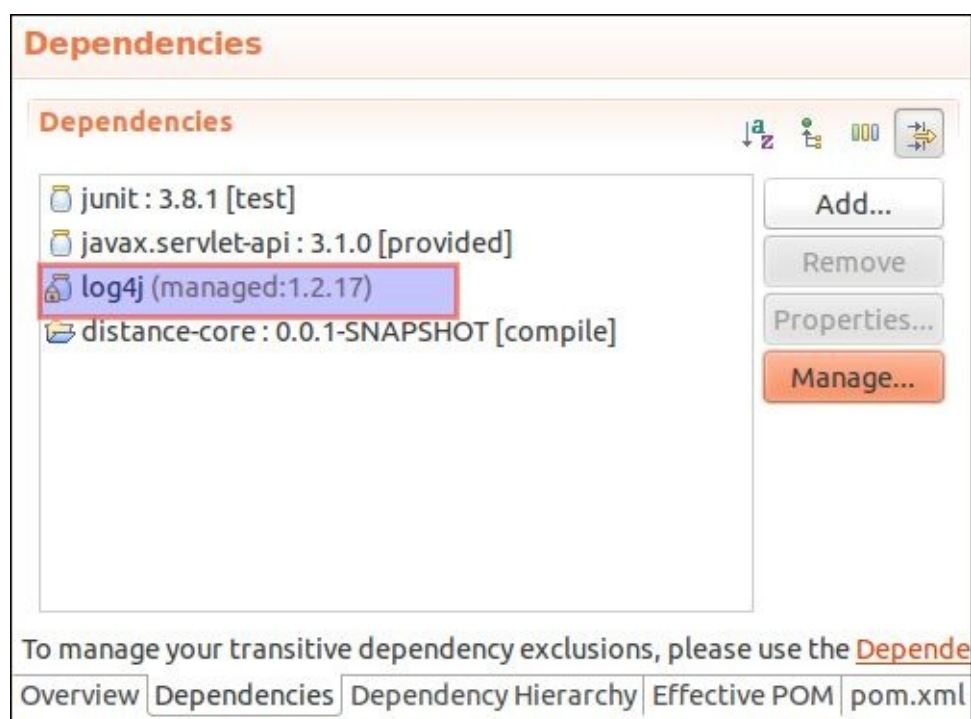 Dependencies
Dependencies
a
z
junit : 3.8.1 [test]
Add...
javax.servlet-api : 3.1.0 [provided]
Remove
log4j (managed:1.2.17)
Properties...
distance-core : 0.0.1-SNAPSHOT [compile]
Manage...
To manage your transitive dependency exclusions, please use the Depende
Overview Dependencies Dependency Hierarchy Effective POM pom.xml